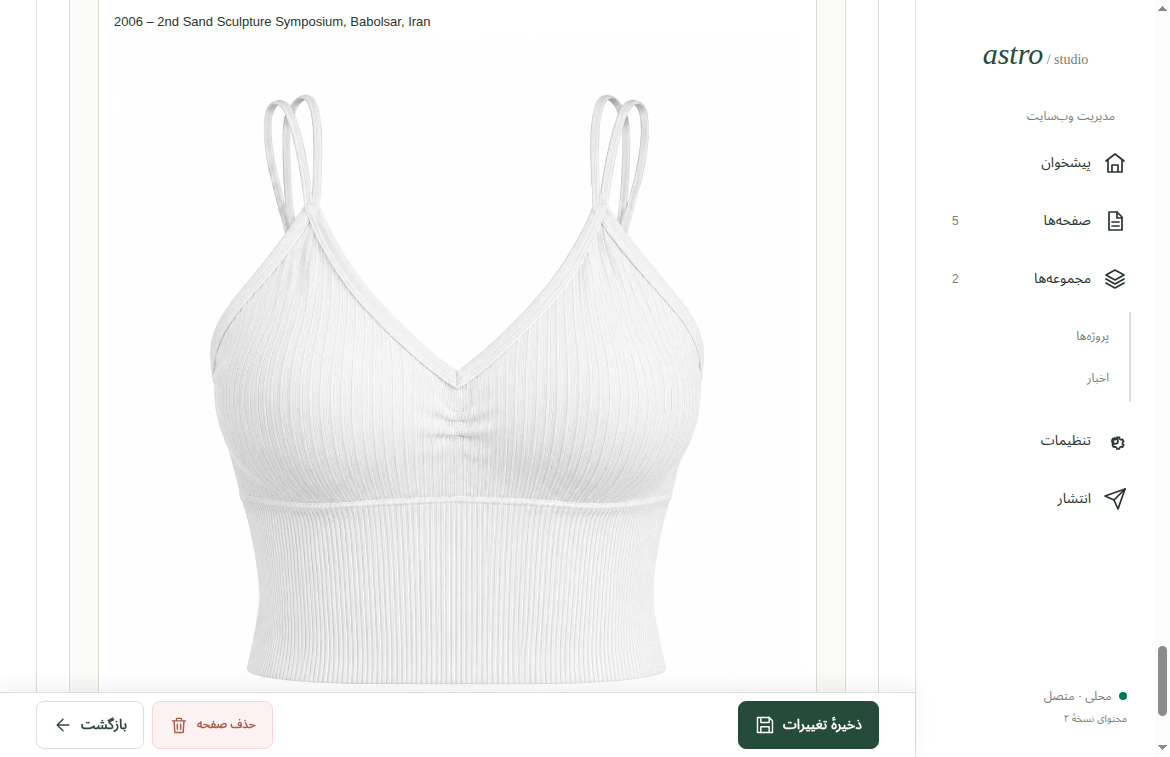 2006 – 2nd Sand Sculpture Symposium, Babolsar, Iran
astro / studio
مدیریت وب‌سایت
پیشخوان
صفحه‌ها 5
مجموعه‌ها 2
پروژه‌ها
اخبار
تنظیمات
انتشار
محلی · متصل
محتوای نسخهٔ ۲
ذخیرهٔ تغییرات
حذف صفحه
بازگشت